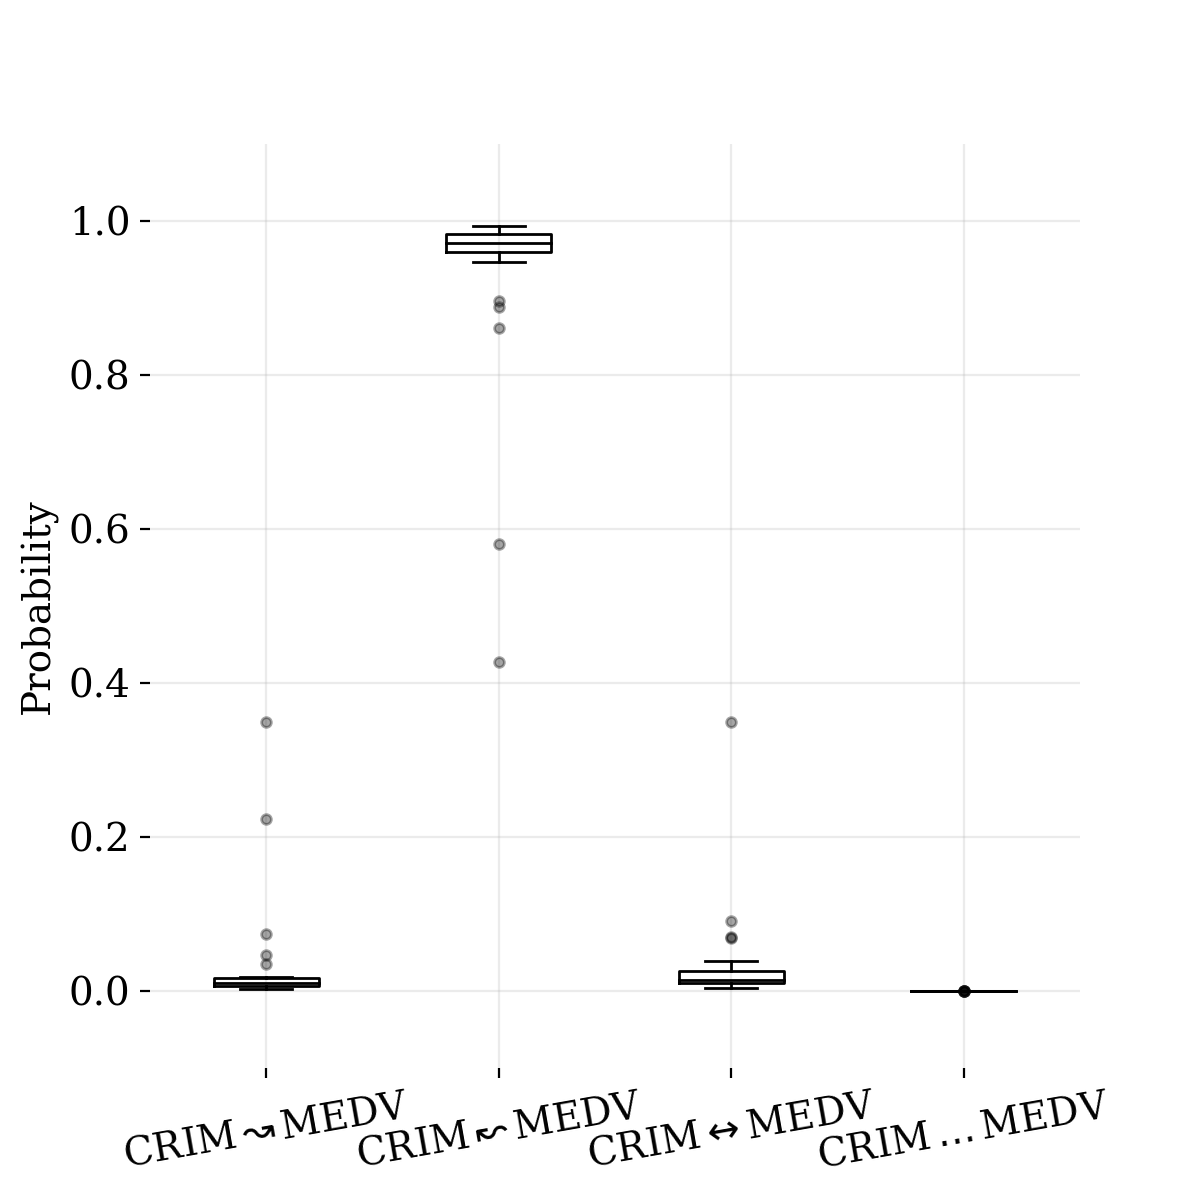 Probability
1.0
0.8
0.6
0.4
0.2
0.0
CRIM ⤳ MEDV
CRIM ⬿ MEDV
CRIM ↔ MEDV
CRIM … MEDV